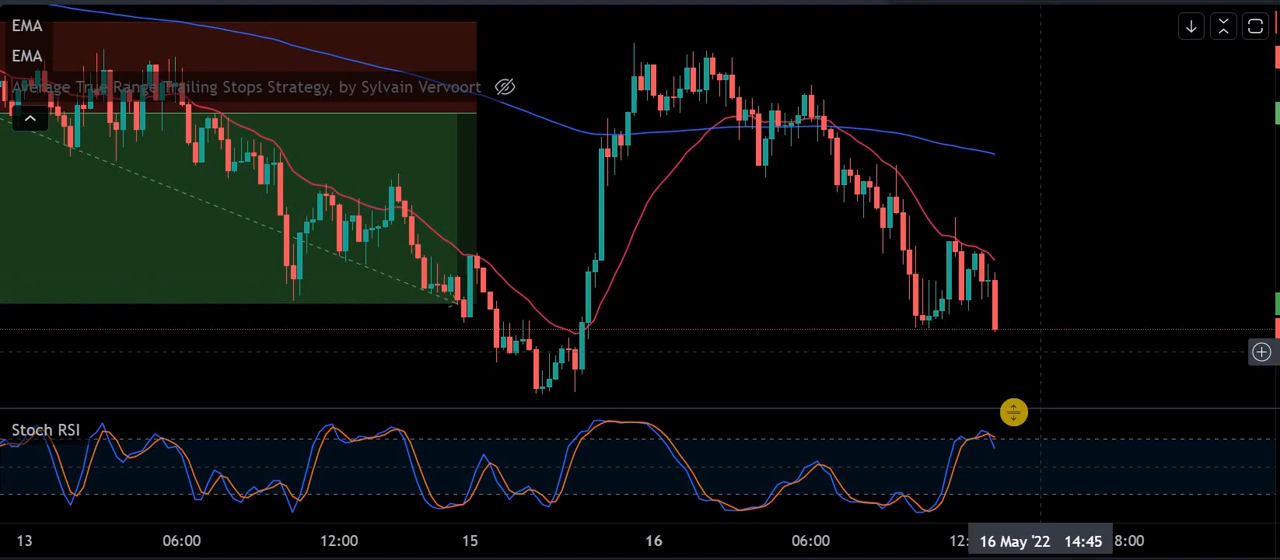 EMA
EMA
Average True Range Trailing Stops Strategy, by Sylvain Vervoort
Stoch RSI
13 06:00 12:00 15 16 06:00 12: 16 May '22 14:45 8:00